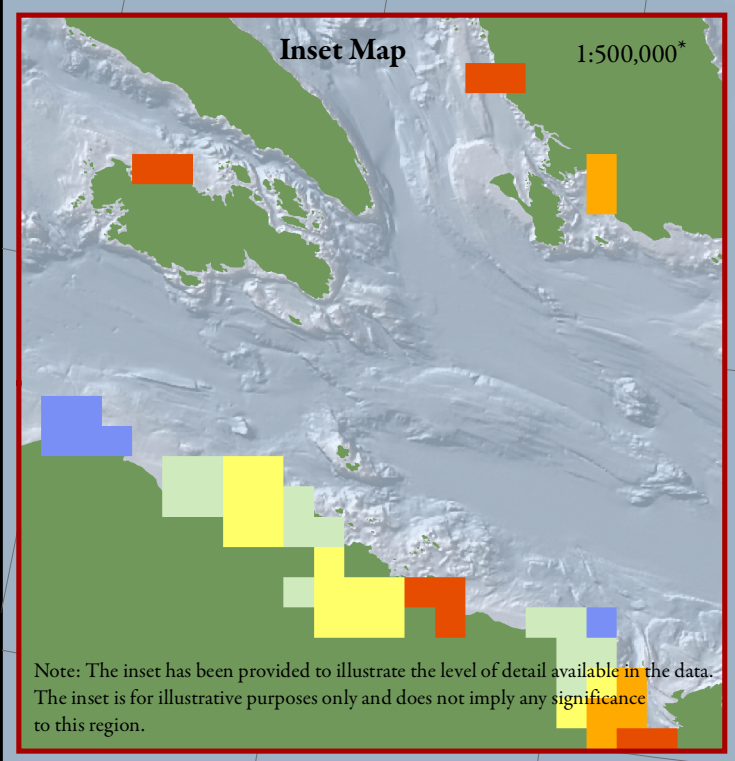 Inset Map
1:500,000*
Note: The inset has been provided to illustrate the level of detail available in the data.
The inset is for illustrative purposes only and does not imply any significance
to this region.